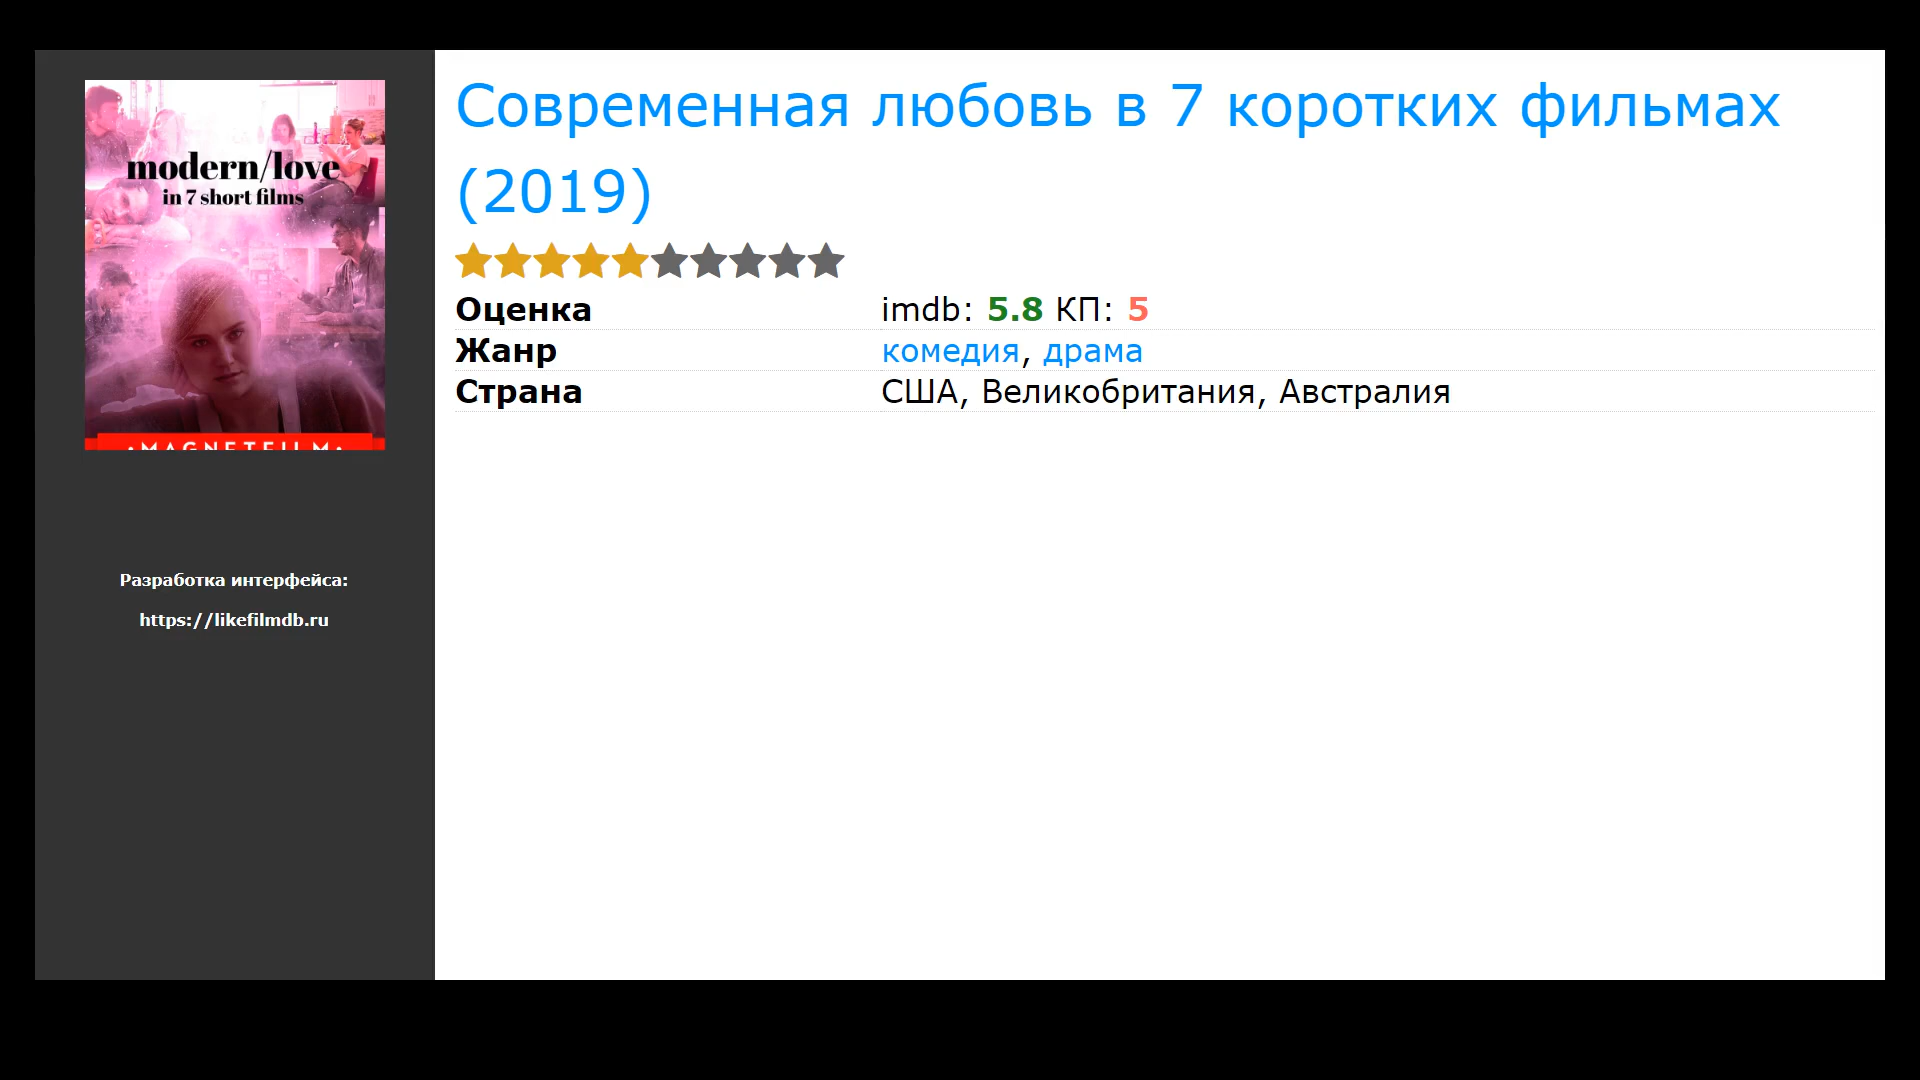 modern/love
in 7 short films
·MAGNETFILM·
Разработка интерфейса:
https://likefilmdb.ru
Современная любовь в 7 коротких фильмах
(2019)
Оценка imdb: 5.8 КП: 5
Жанр комедия, драма
Страна США, Великобритания, Австралия